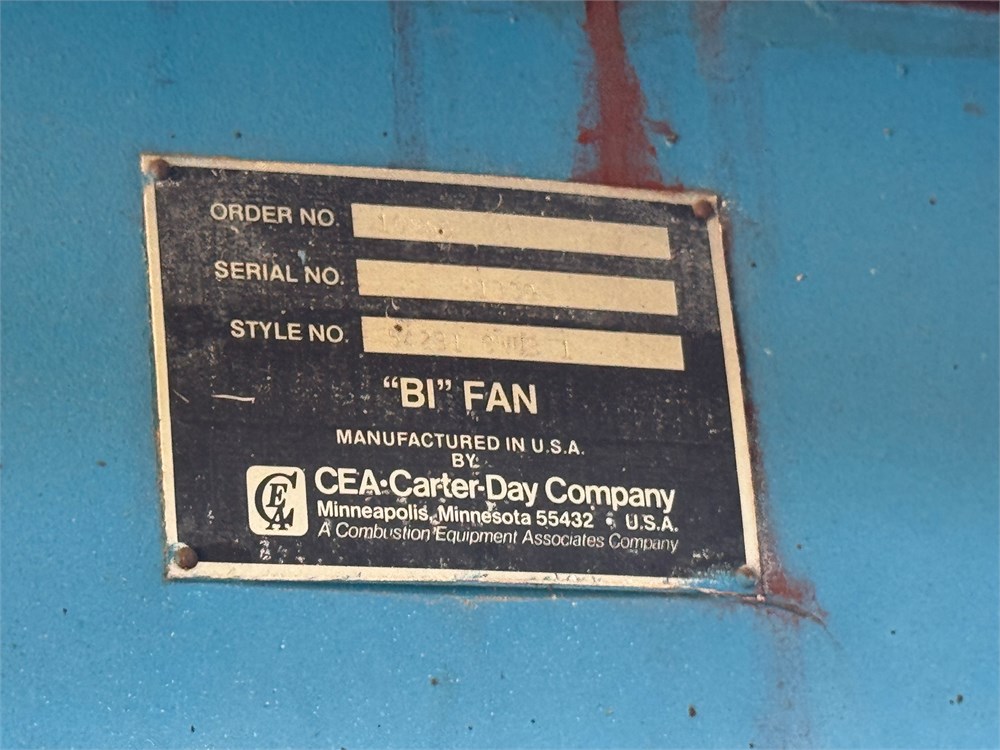 ORDER NO.
SERIAL NO.
STYLE NO.
"BI" FAN
MANUFACTURED IN U.S.A.
BY:
CEA
CEA•Carter-Day Company
Minneapolis, Minnesota 55432 • U.S.A.
A Combustion Equipment Associates Company